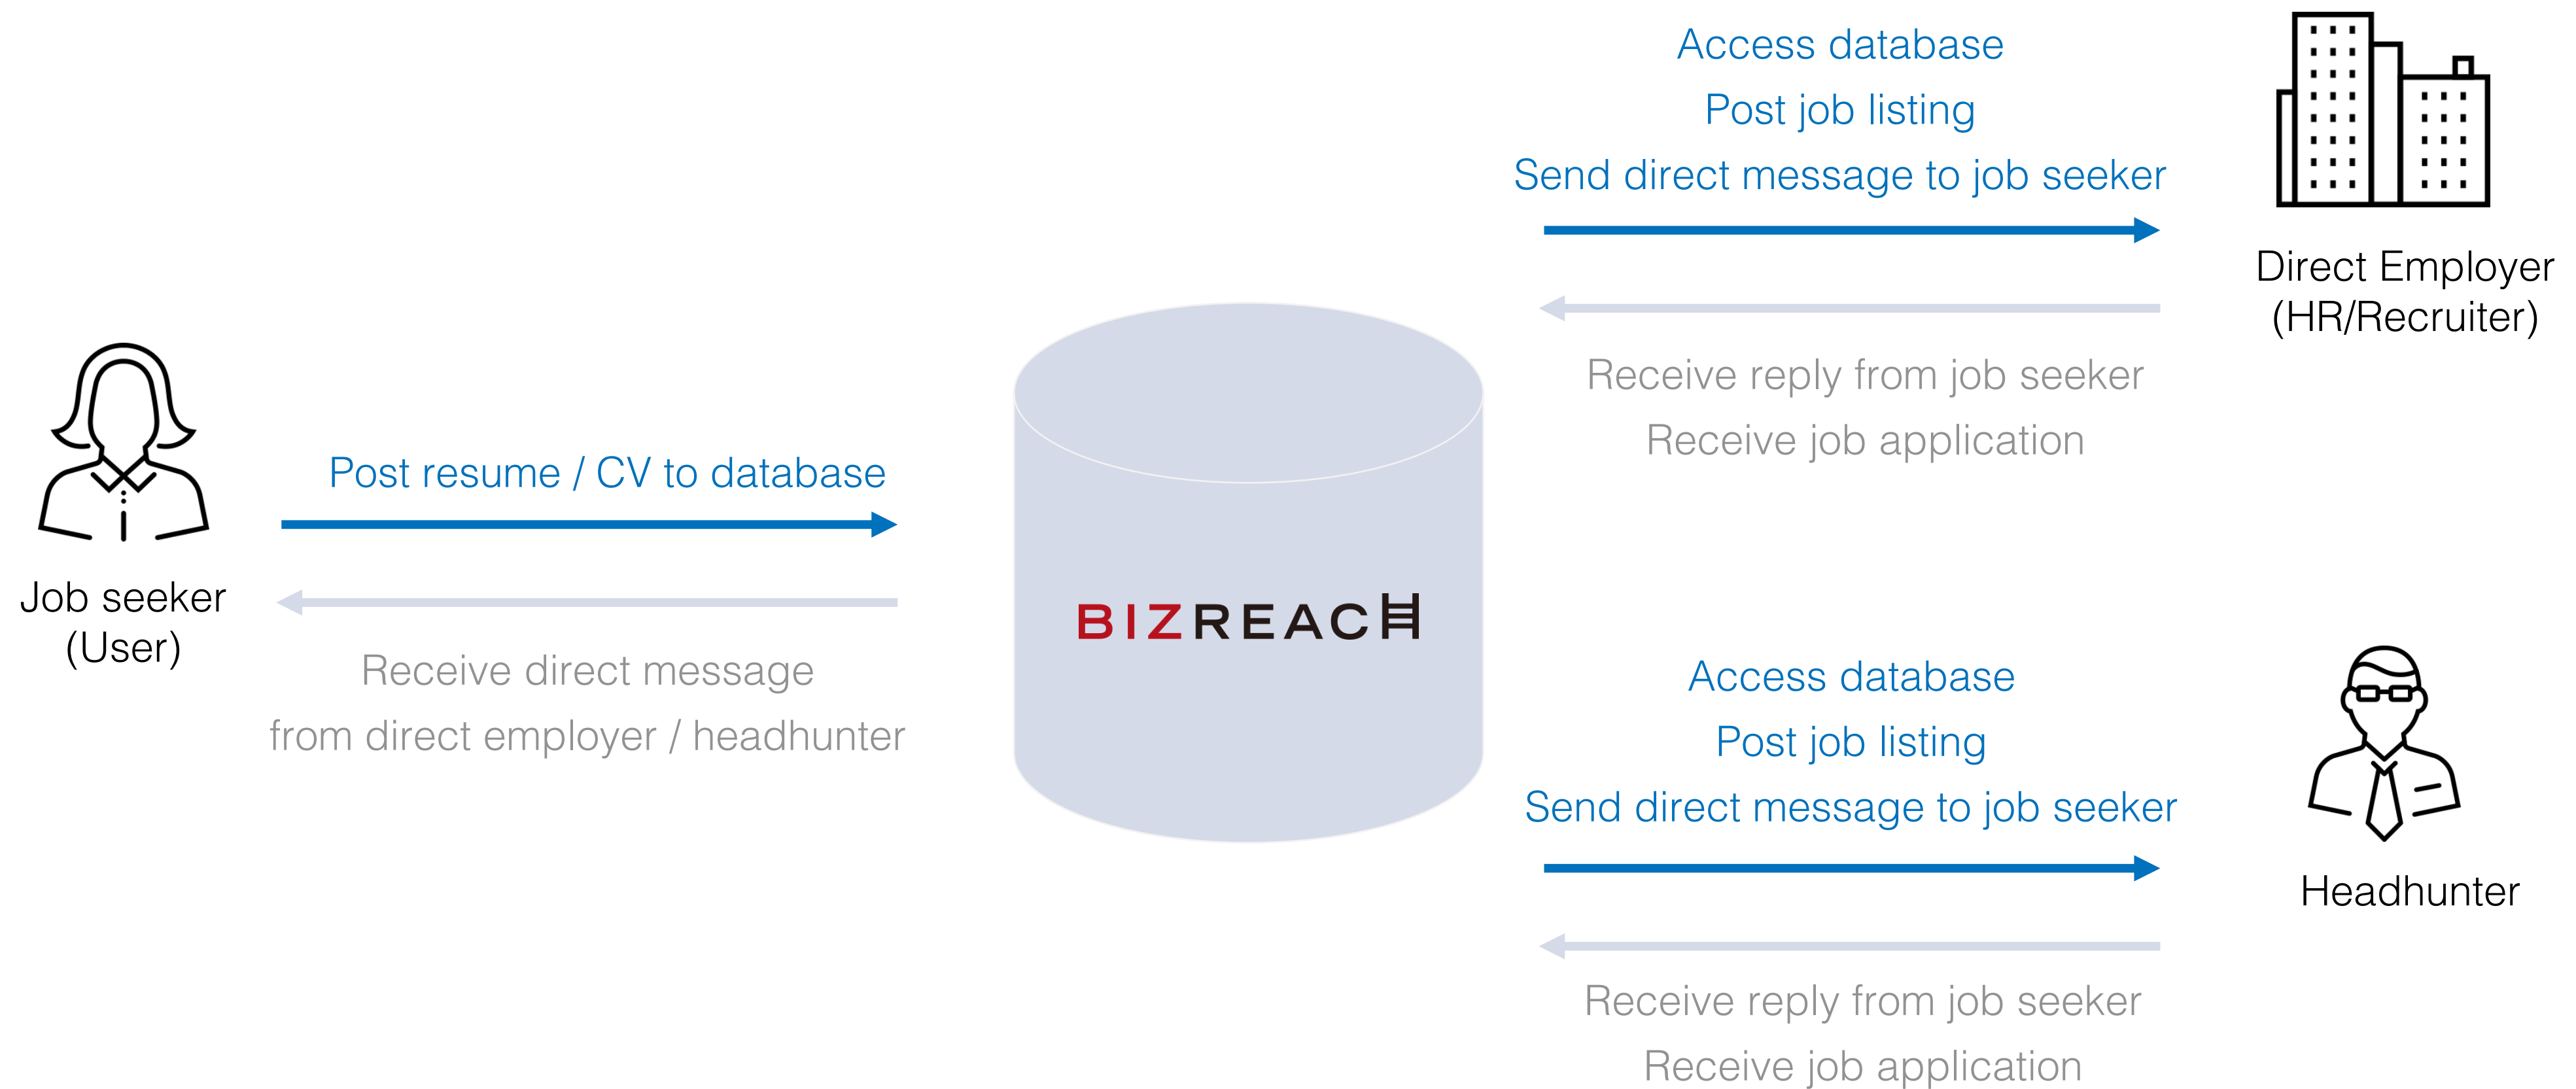 Access database
Post job listing
Send direct message to job seeker
Direct Employer
(HR/Recruiter)
Receive reply from job seeker
Receive job application
Post resume / CV to database
Job seeker
(User)
Receive direct message
from direct employer / headhunter
BIZREACH
Access database
Post job listing
Send direct message to job seeker
Headhunter
Receive reply from job seeker
Receive job application